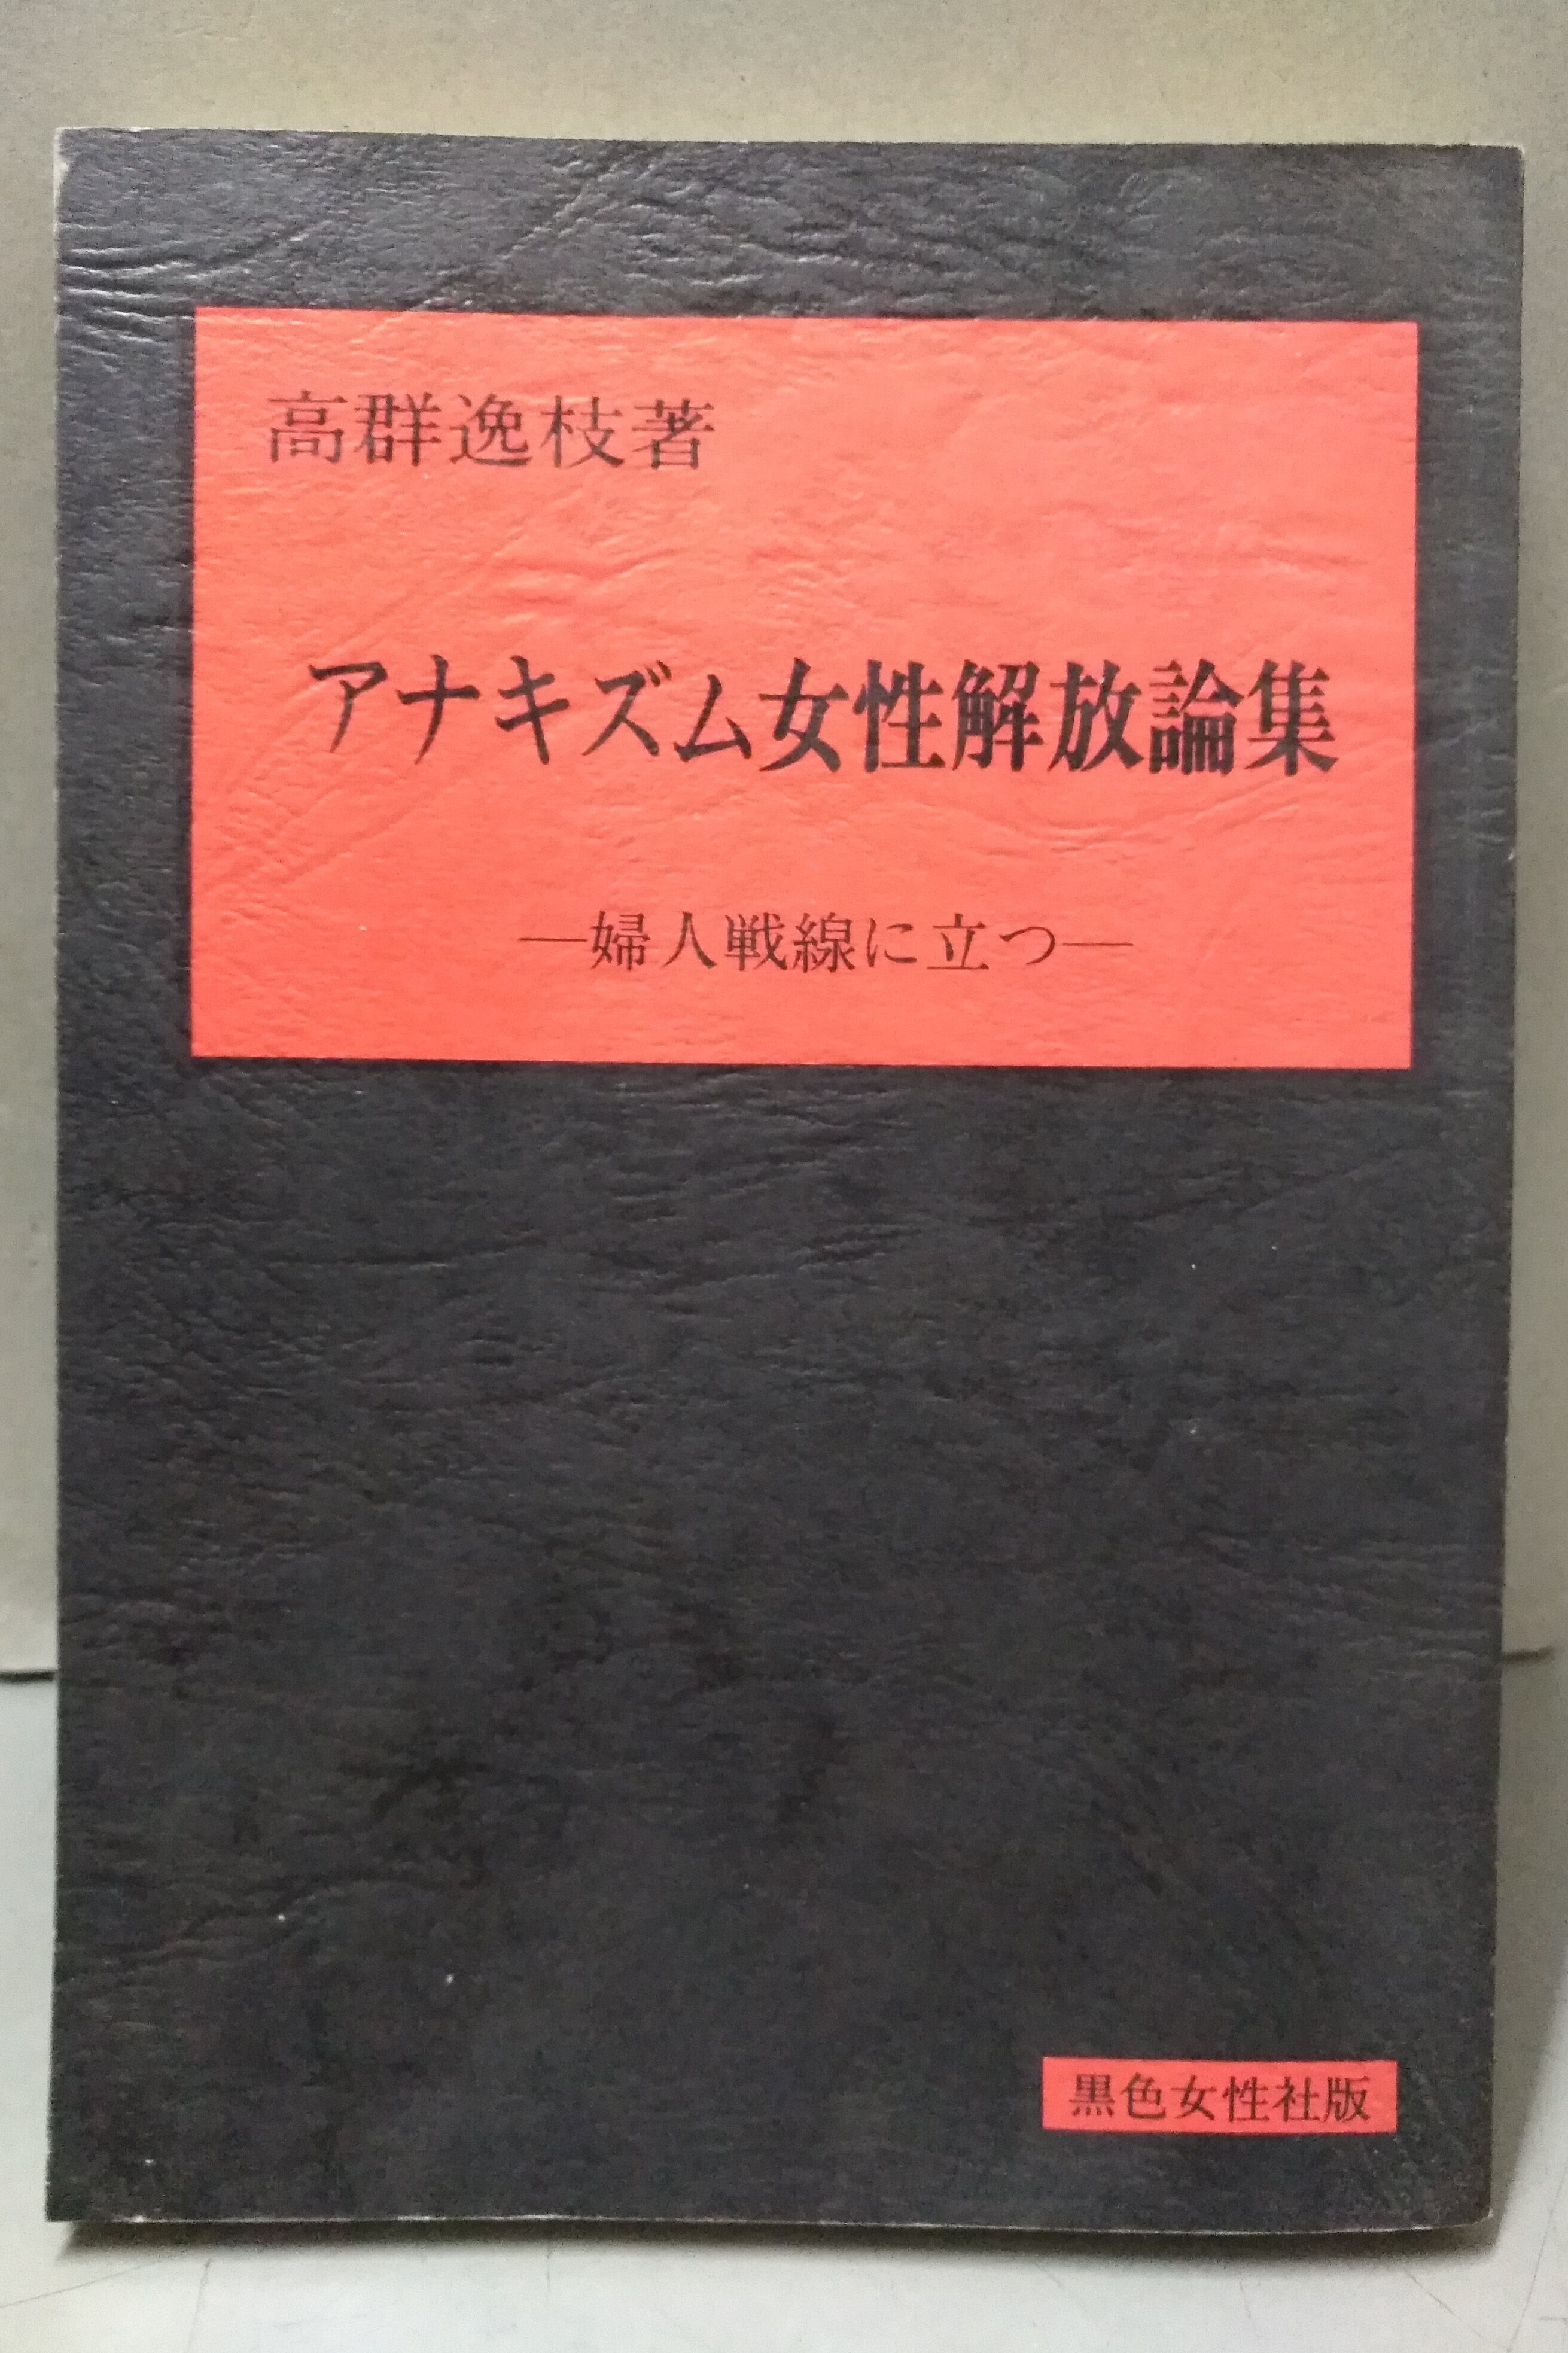 高群逸枝著
アナキズム女性解放論集
―婦人戦線に立つ―
黒色女性社版